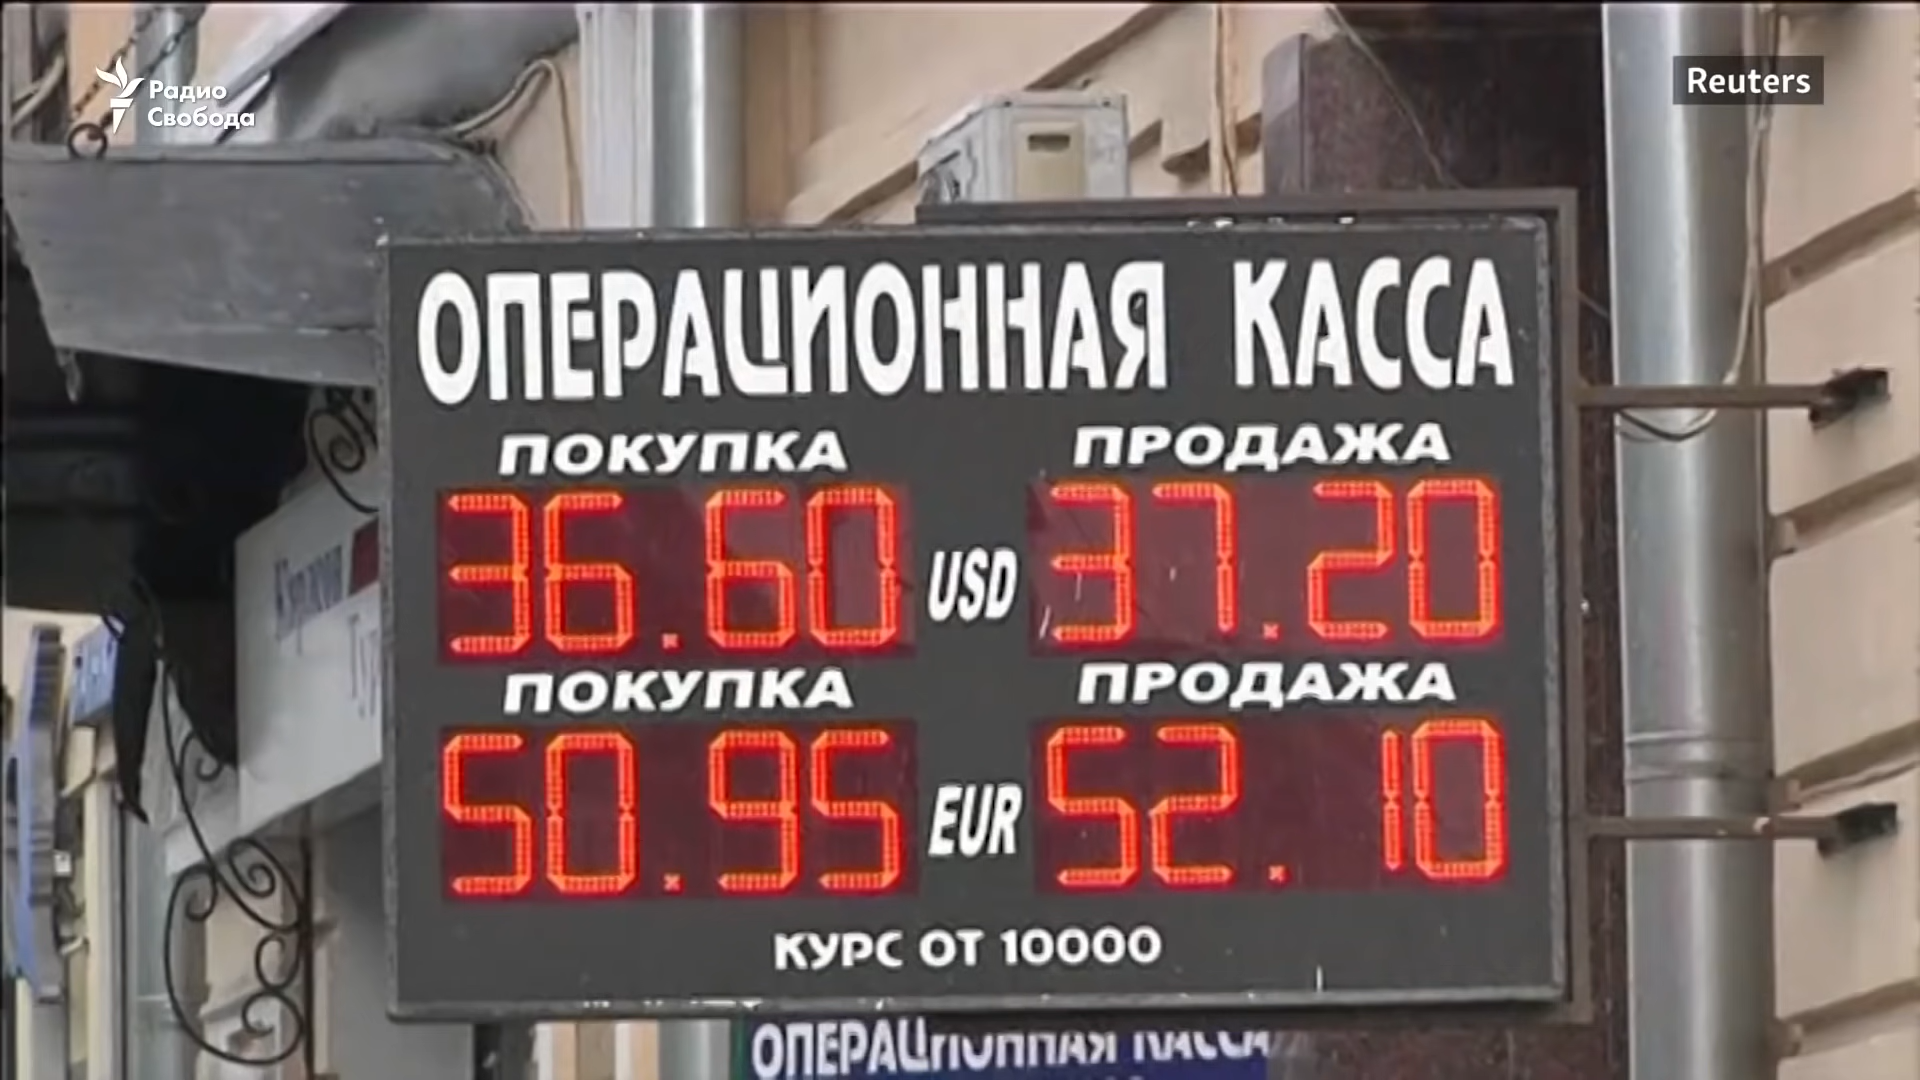 Радио
Свобода
Reuters
ОПЕРАЦИОННАЯ КАССА
ПОКУПКА ПРОДАЖА
36.60 USD 37.20
ПОКУПКА ПРОДАЖА
50.95 EUR 52.10
КУРС ОТ 10000
ОПЕРАЦИОННАЯ КАССА